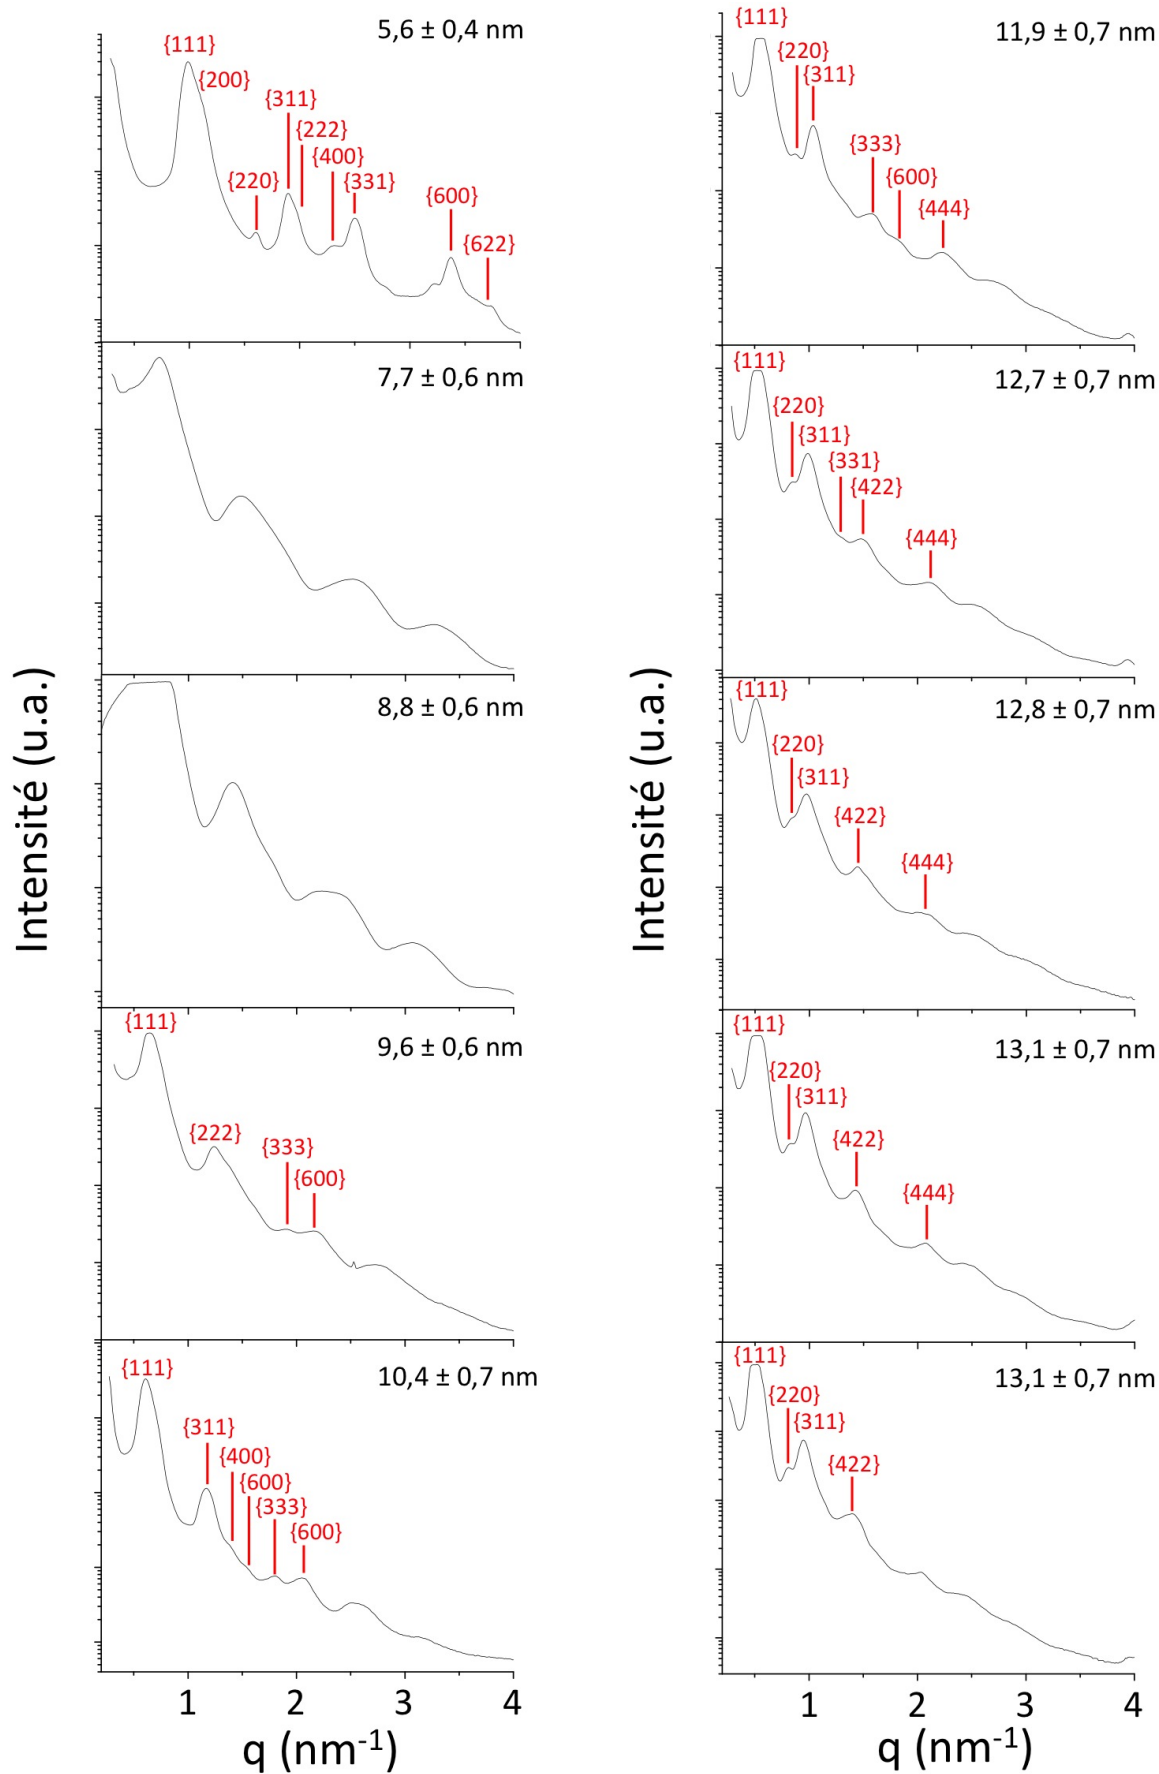 5,6 ± 0,4 nm
{111}
{200}
{311}
{222}
{400}
{220}
{331}
{600}
{622}
7,7 ± 0,6 nm
8,8 ± 0,6 nm
9,6 ± 0,6 nm
{111}
{222}
{333}
{600}
10,4 ± 0,7 nm
{111}
{311}
{400}
{600}
{333}
{600}
1 2 3 4
q (nm-1)
Intensité (u.a.)
{111}
11,9 ± 0,7 nm
{220}
{311}
{333}
{600}
{444}
{111}
12,7 ± 0,7 nm
{220}
{311}
{331}
{422}
{444}
{111}
12,8 ± 0,7 nm
{220}
{311}
{422}
{444}
{111}
13,1 ± 0,7 nm
{220}
{311}
{422}
{444}
{111}
13,1 ± 0,7 nm
{220}
{311}
{422}
1 2 3 4
q (nm-1)
Intensité (u.a.)